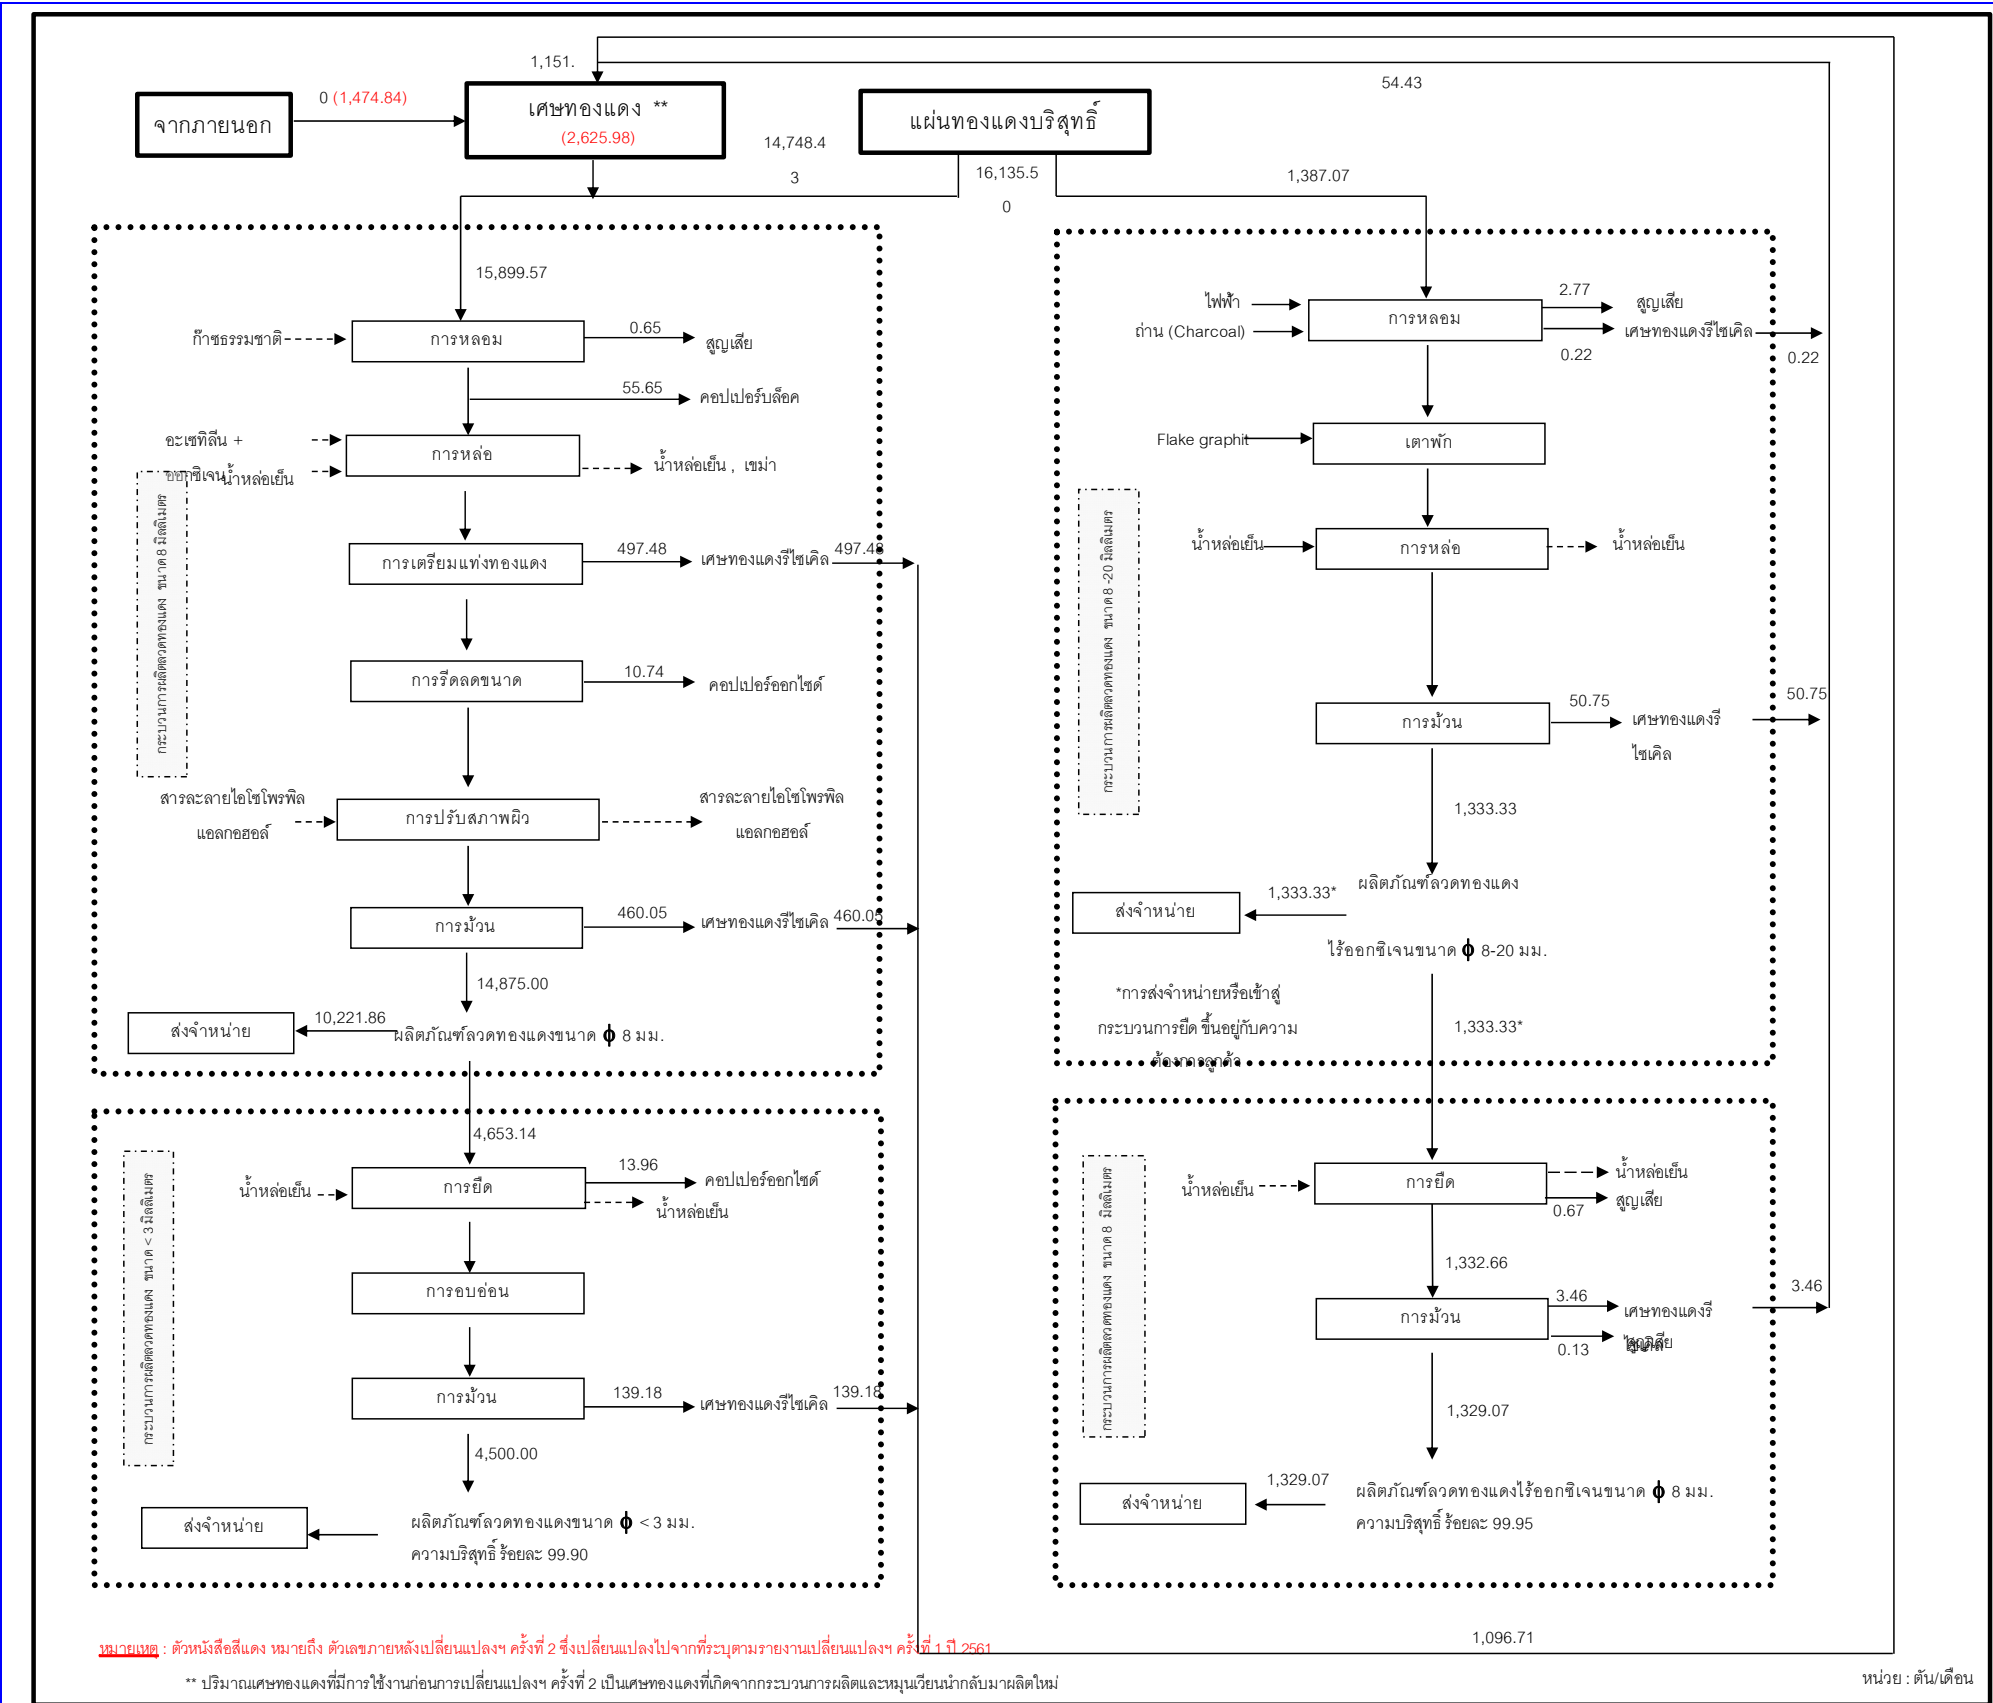 1,151.
54.43
0 (1,474.84)
จากภายนอก
เศษทองแดง **
(2,625.98)
แผ่นทองแดงบริสุทธิ์
14,748.4
3
16,135.5
0
1,387.07
15,899.57
ก๊าซธรรมชาติ
การหลอม
0.65
สูญเสีย
55.65
คอปเปอร์บล็อค
อะเซทิลีน +
ออกซิเจน
น้ำหล่อเย็น
การหล่อ
น้ำหล่อเย็น , เขม่า
กระบวนการผลิตลวดทองแดง ขนาด 8 มิลลิเมตร
การเตรียมแท่งทองแดง
497.48
เศษทองแดงรีไซเคิล
497.48
การรีดลดขนาด
10.74
คอปเปอร์ออกไซด์
สารละลายไอโซโพรพิล
แอลกอฮอล์
การปรับสภาพผิว
สารละลายไอโซโพรพิล
แอลกอฮอล์
การม้วน
460.05
เศษทองแดงรีไซเคิล
460.05
14,875.00
ส่งจำหน่าย
10,221.86
ผลิตภัณฑ์ลวดทองแดงขนาด ϕ 8 มม.
4,653.14
กระบวนการผลิตลวดทองแดง ขนาด < 3 มิลลิเมตร
น้ำหล่อเย็น
การยืด
13.96
คอปเปอร์ออกไซด์
น้ำหล่อเย็น
การอบอ่อน
การม้วน
139.18
เศษทองแดงรีไซเคิล
139.18
4,500.00
ส่งจำหน่าย
ผลิตภัณฑ์ลวดทองแดงขนาด ϕ < 3 มม.
ความบริสุทธิ์ ร้อยละ 99.90
ไฟฟ้า
ถ่าน (Charcoal)
การหลอม
2.77
สูญเสีย
0.22
เศษทองแดงรีไซเคิล
0.22
Flake graphit
เตาพัก
กระบวนการผลิตลวดทองแดง ขนาด 8 -20 มิลลิเมตร
น้ำหล่อเย็น
การหล่อ
น้ำหล่อเย็น
การม้วน
50.75
เศษทองแดงรี
ไซเคิล
50.75
1,333.33
ส่งจำหน่าย
1,333.33*
ผลิตภัณฑ์ลวดทองแดง
ไร้ออกซิเจนขนาด ϕ 8-20 มม.
*การส่งจำหน่ายหรือเข้าสู่
กระบวนการยืด ขึ้นอยู่กับความ
ต้องการลูกค้า
1,333.33*
กระบวนการผลิตลวดทองแดง ขนาด 8 มิลลิเมตร
น้ำหล่อเย็น
การยืด
น้ำหล่อเย็น
สูญเสีย
0.67
1,332.66
การม้วน
3.46
เศษทองแดงรี
ไซเคิล
สูญเสีย
0.13
3.46
1,329.07
ส่งจำหน่าย
1,329.07
ผลิตภัณฑ์ลวดทองแดงไร้ออกซิเจนขนาด ϕ 8 มม.
ความบริสุทธิ์ ร้อยละ 99.95
1,096.71
หมายเหตุ : ตัวหนังสือสีแดง หมายถึง ตัวเลขภายหลังเปลี่ยนแปลงฯ ครั้งที่ 2 ซึ่งเปลี่ยนแปลงไปจากที่ระบุตามรายงานเปลี่ยนแปลงฯ ครั้งที่ 1 ปี 2561
** ปริมาณเศษทองแดงที่มีการใช้งานก่อนการเปลี่ยนแปลงฯ ครั้งที่ 2 เป็นเศษทองแดงที่เกิดจากกระบวนการผลิตและหมุนเวียนนำกลับมาผลิตใหม่
หน่วย : ตัน/เดือน